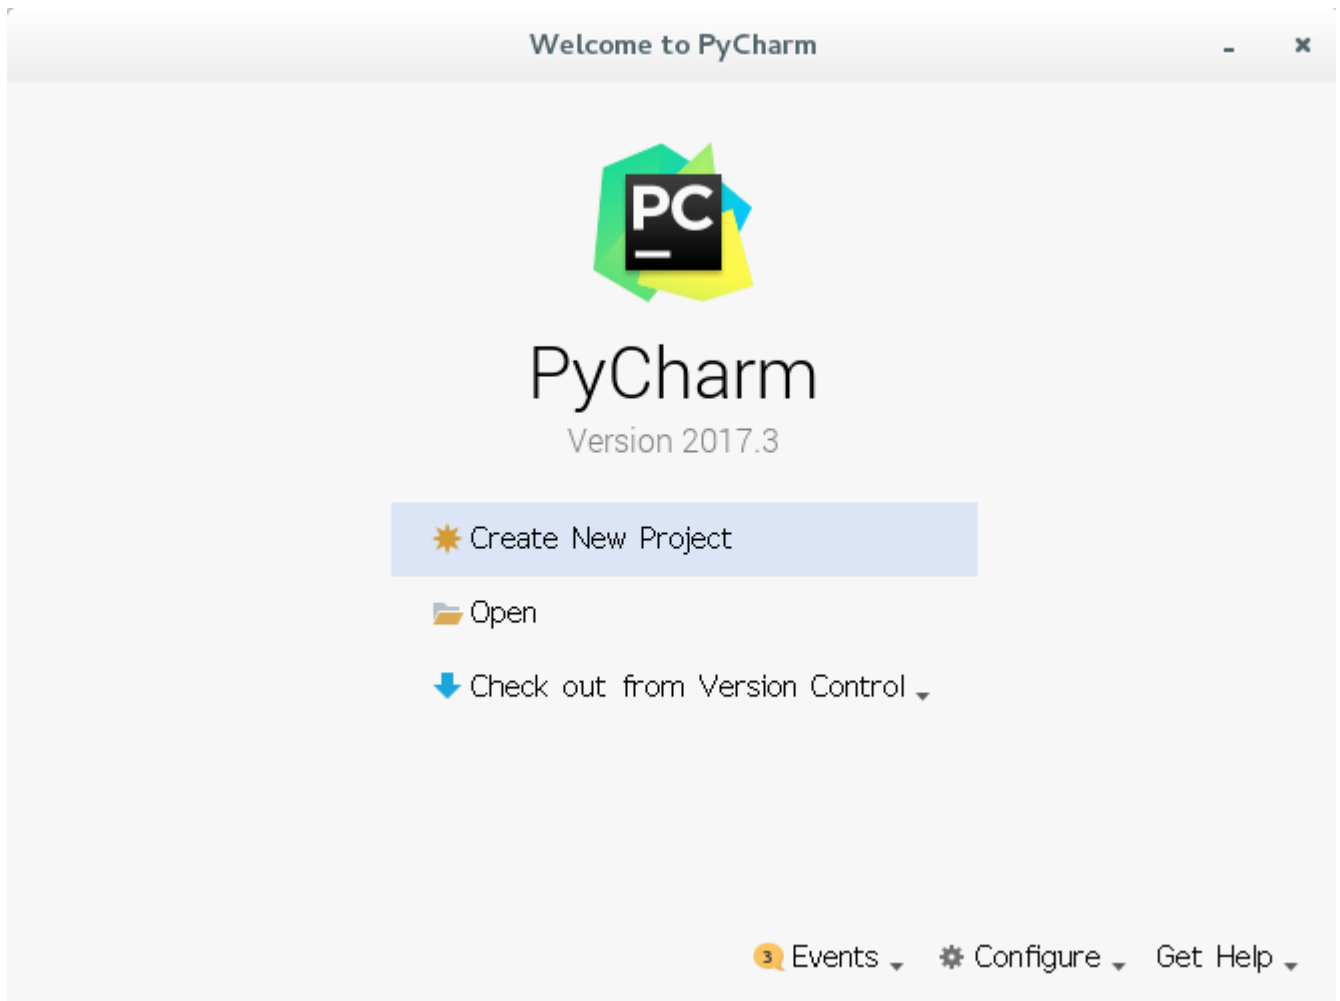 Welcome to PyCharm
PC
PyCharm
Version 2017.3
Create New Project
Open
Check out from Version Control
3 Events Configure Get Help